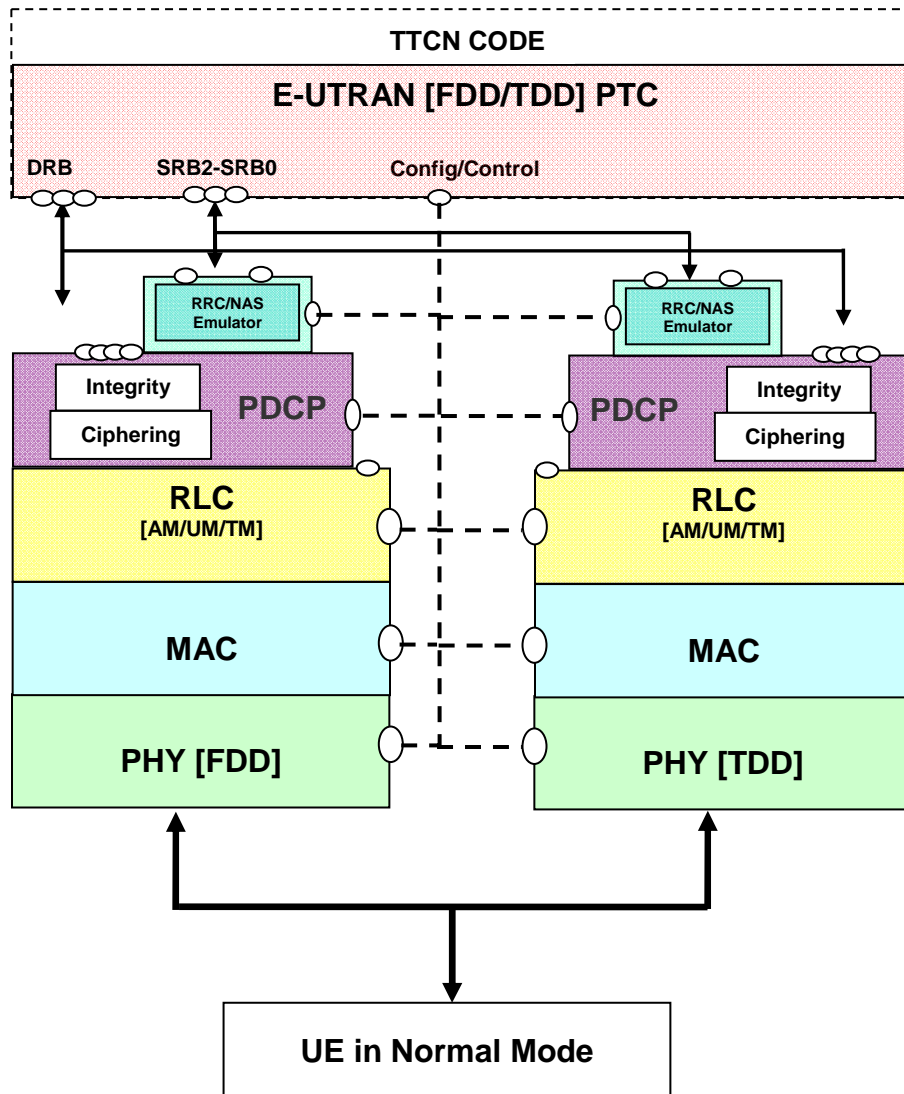 TTCN CODE
E-UTRAN [FDD/TDD] PTC
DRB
SRB2-SRB0
Config/Control
RRC/NAS
Emulator
RRC/NAS
Emulator
Integrity
Ciphering
PDCP
PDCP
Integrity
Ciphering
RLC
[AM/UM/TM]
RLC
[AM/UM/TM]
MAC
MAC
PHY [FDD]
PHY [TDD]
UE in Normal Mode